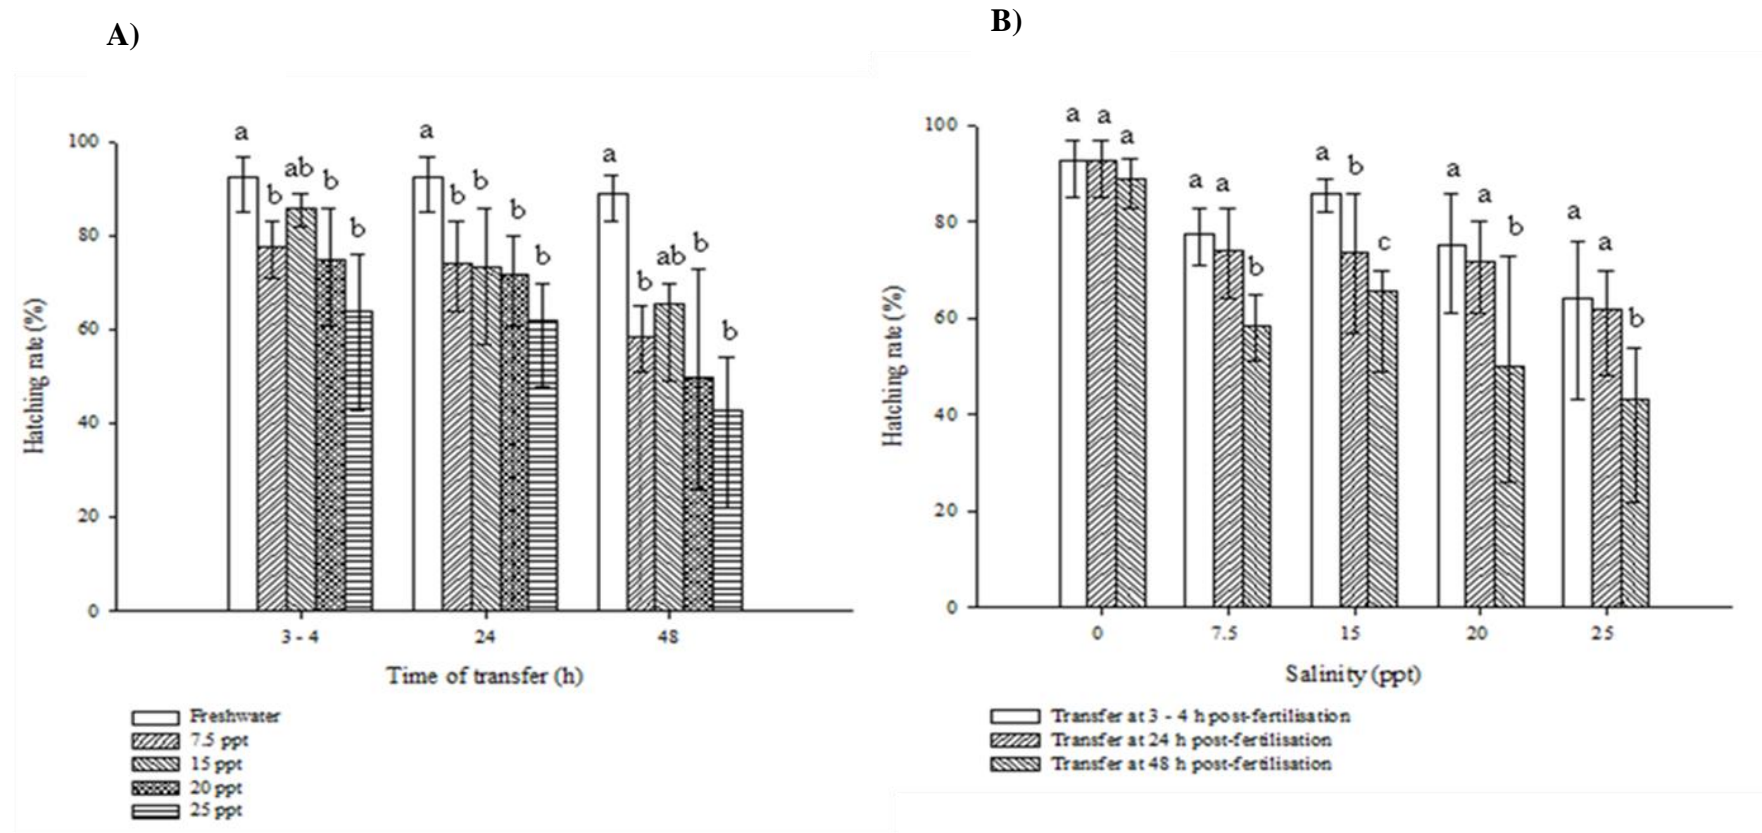 A)
B)
a
b
ab
b
b
a
b
b
b
b
a
b
ab
b
b
100
80
60
40
20
0
Hatching rate (%)
3 - 4
24
48
Time of transfer (h)
Freshwater
7.5 ppt
15 ppt
20 ppt
25 ppt
a
a
a
a
a
b
a
b
c
a
a
b
a
a
b
100
80
60
40
20
0
Hatching rate (%)
0
7.5
15
20
25
Salinity (ppt)
Transfer at 3 - 4 h post-fertilisation
Transfer at 24 h post-fertilisation
Transfer at 48 h post-fertilisation